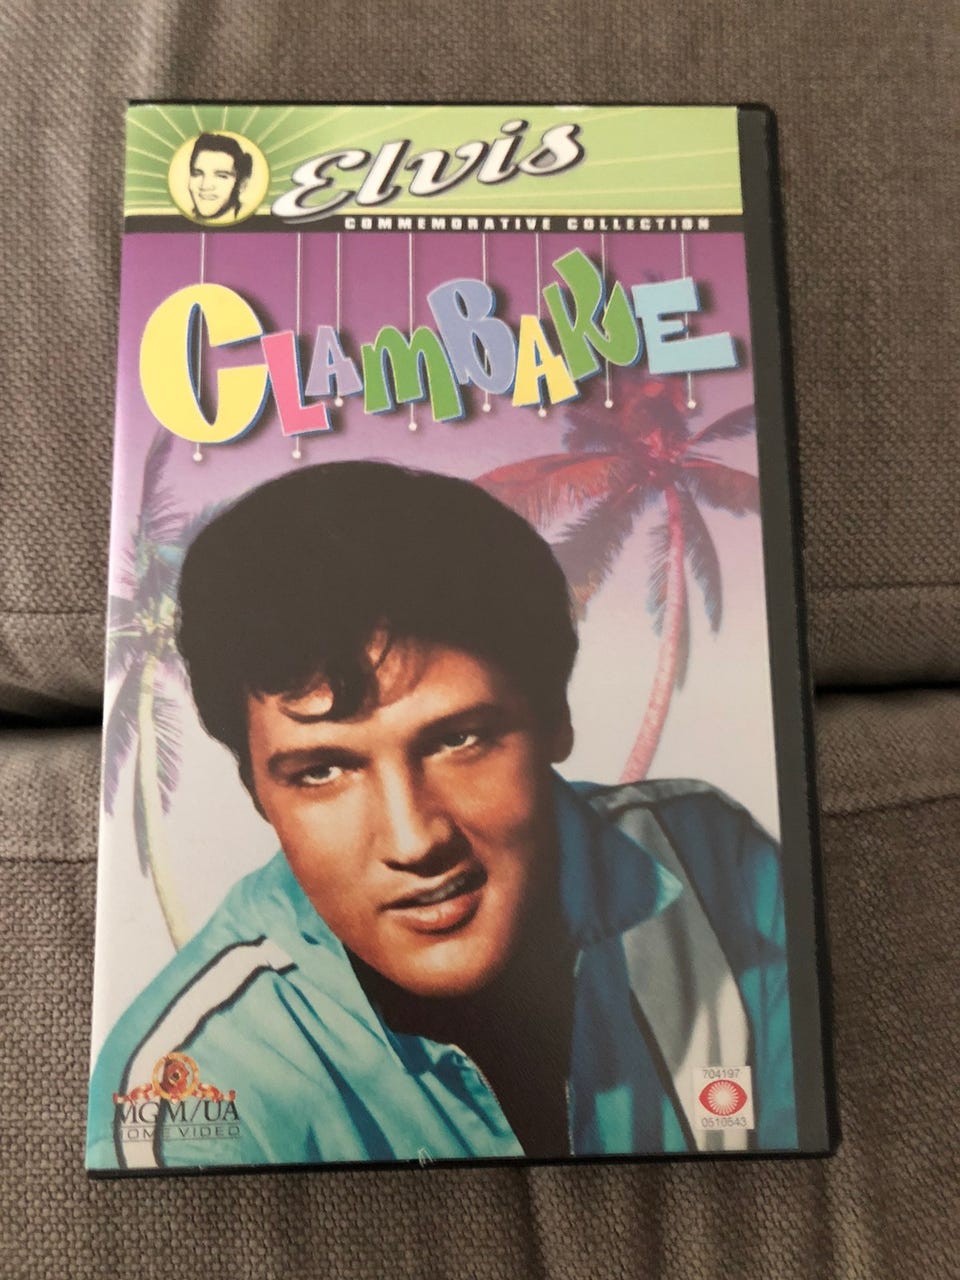 Elvis
COMMEMORATIVE COLLECTION
CLAMBAKE
MGM/UA
HOME VIDEO
704197
0510543